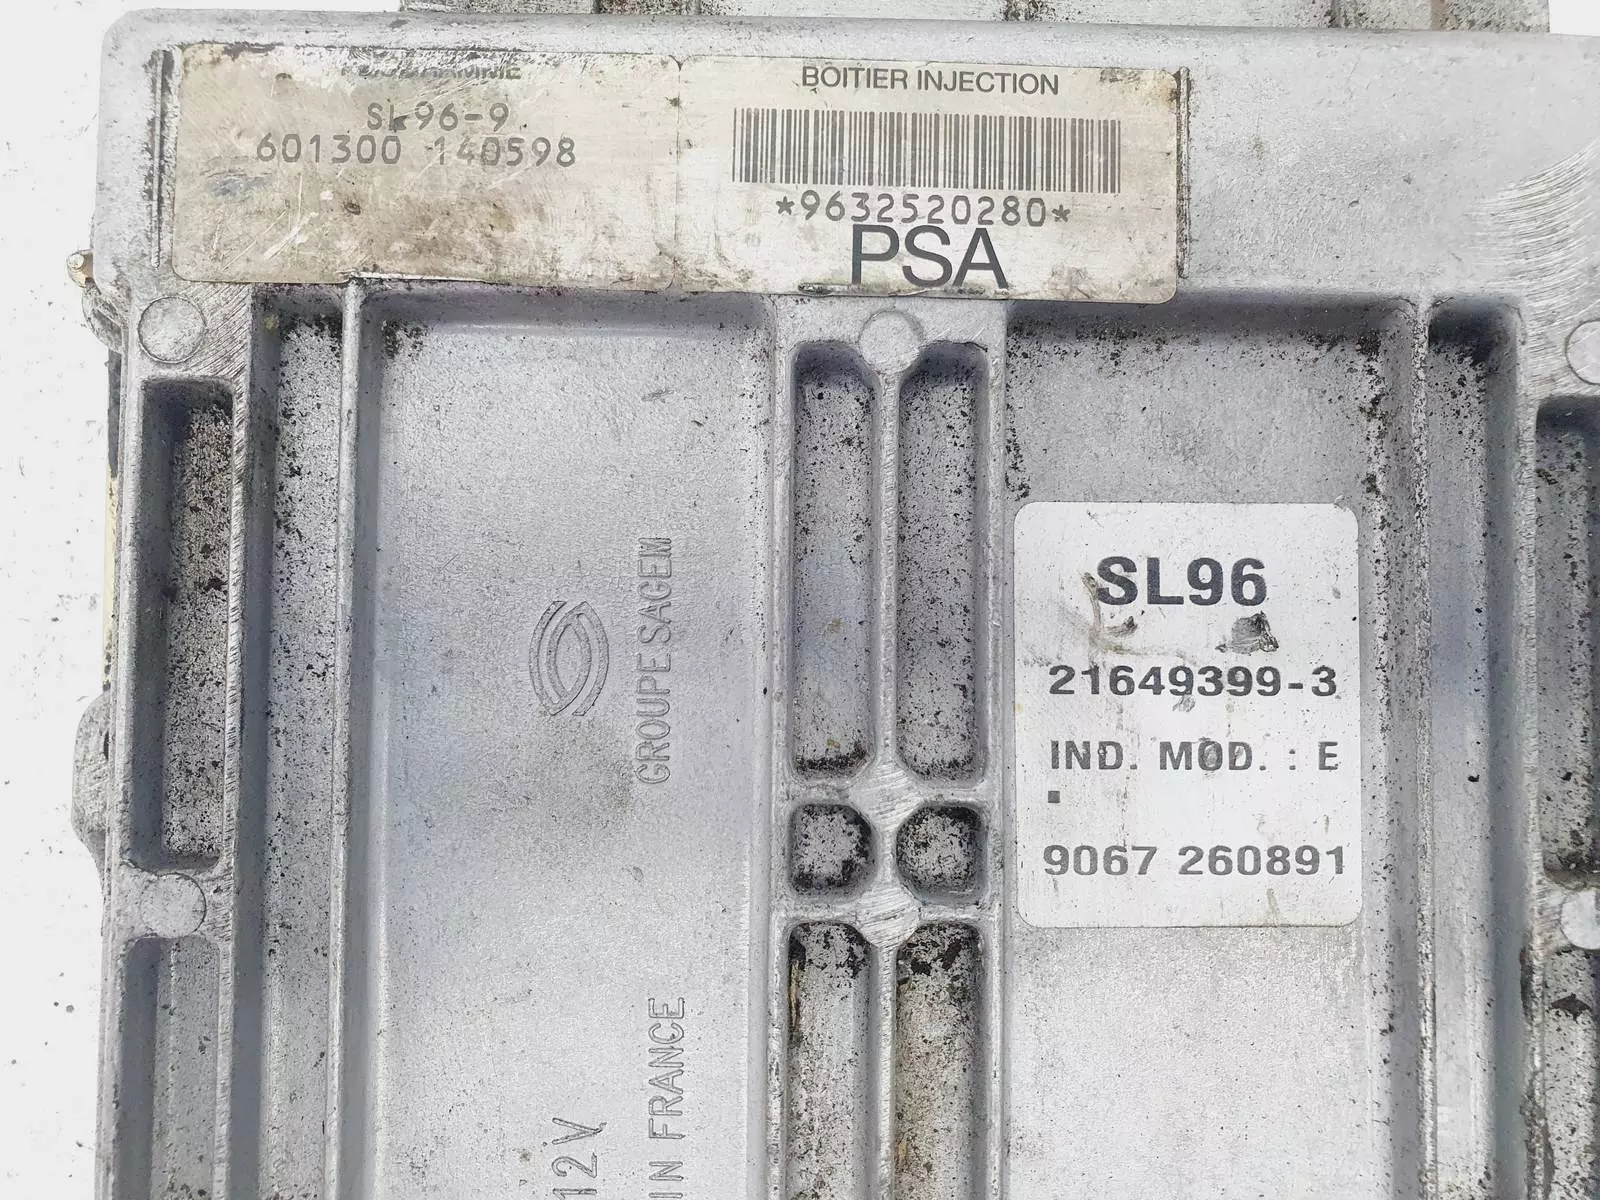 SL96-9
601300 140598
BOITIER INJECTION
*9632520280*
PSA
GROUPE SAGEM
12V
IN FRANCE
SL96
21649399-3
IND. MOD. : E
9067 260891